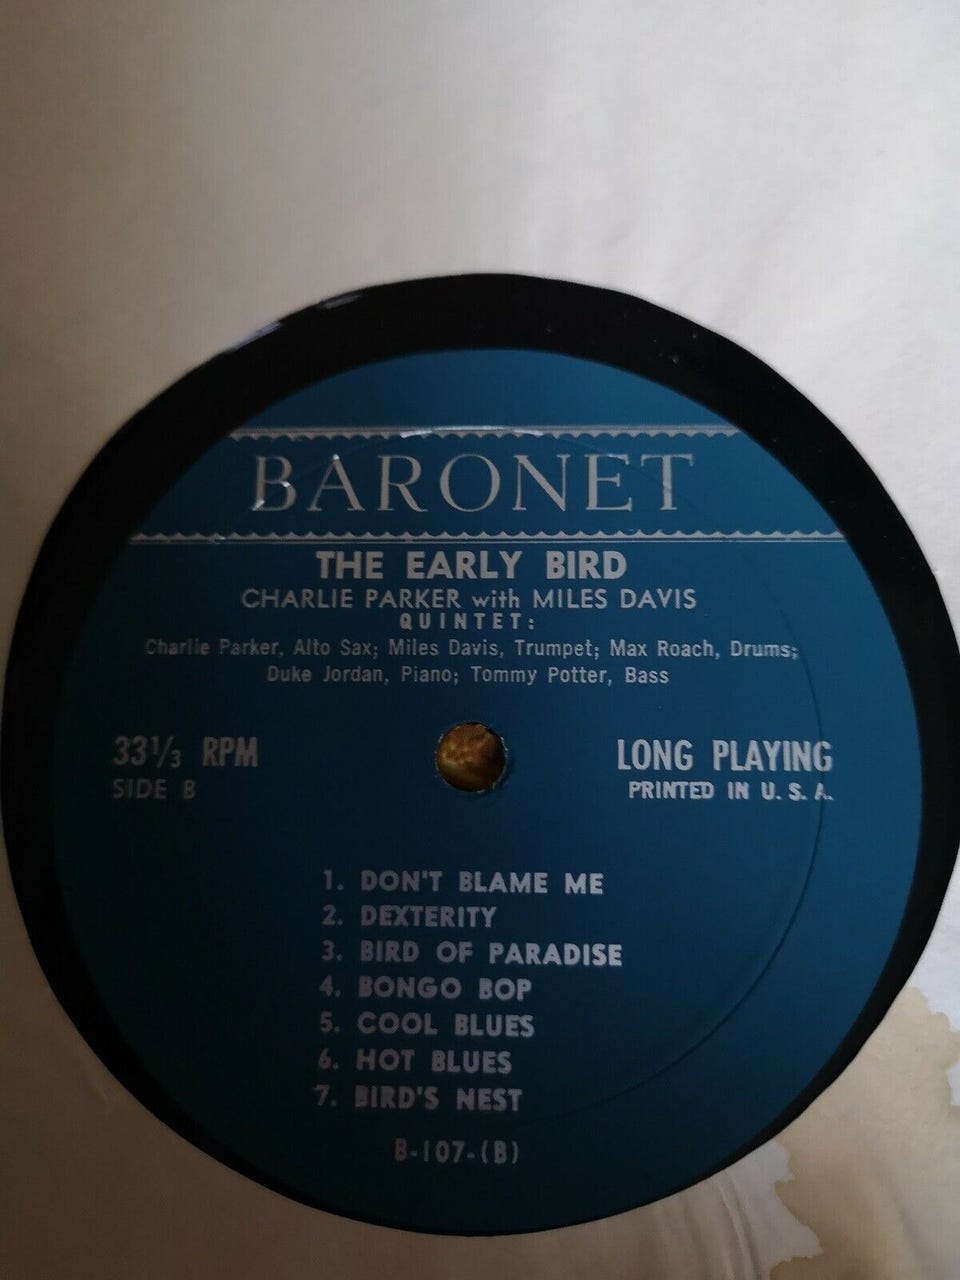 BARONET
THE EARLY BIRD
CHARLIE PARKER with MILES DAVIS
QUINTET:
Charlie Parker, Alto Sax; Miles Davis, Trumpet; Max Roach, Drums;
Duke Jordan, Piano; Tommy Potter, Bass
33⅓ RPM
SIDE B
LONG PLAYING
PRINTED IN U. S. A.
1. DON'T BLAME ME
2. DEXTERITY
3. BIRD OF PARADISE
4. BONGO BOP
5. COOL BLUES
6. HOT BLUES
7. BIRD'S NEST
B-107-(B)